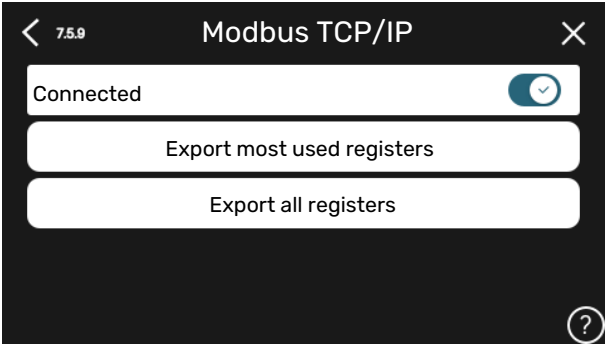 7.5.9 Modbus TCP/IP
Connected
Export most used registers
Export all registers
?